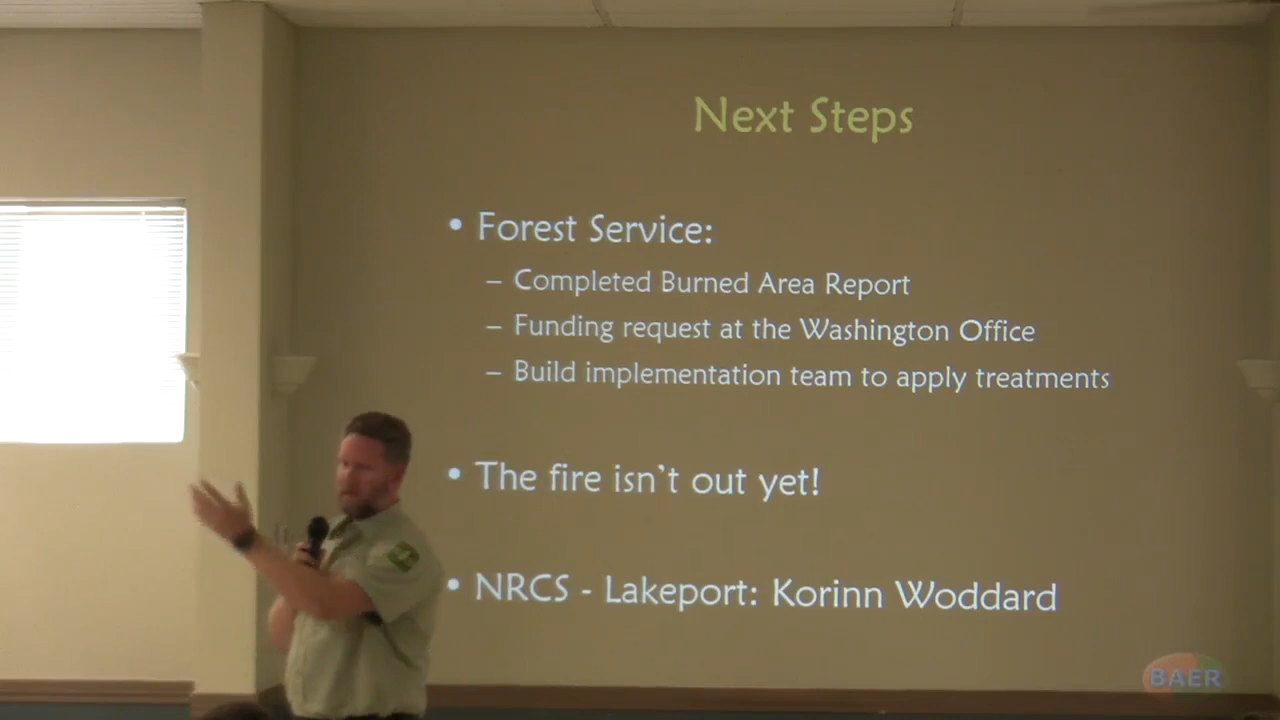 Next Steps
• Forest Service:
– Completed Burned Area Report
– Funding request at the Washington Office
– Build implementation team to apply treatments
• The fire isn't out yet!
• NRCS - Lakeport: Korinn Woddard
BAER